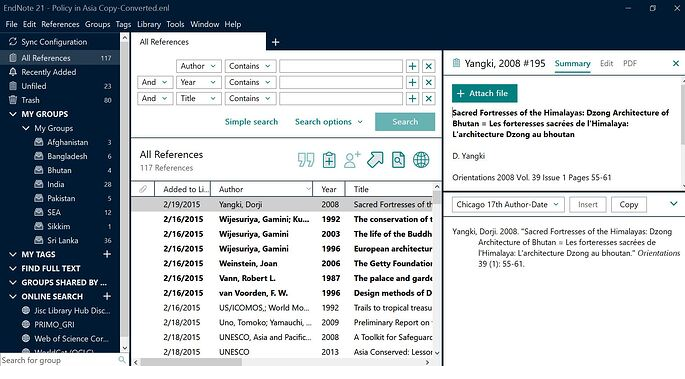 EndNote 21 - Policy in Asia Copy-Converted.enl
File Edit References Groups Tags Library Tools Window Help
Sync Configuration
All References 117
Recently Added
Unfiled 23
Trash 80
MY GROUPS
My Groups
Afghanistan 3
Bangladesh 6
Bhutan 4
India 28
Pakistan 5
SEA 12
Sikkim 1
Sri Lanka 36
MY TAGS
FIND FULL TEXT
GROUPS SHARED BY ...
ONLINE SEARCH
Jisc Library Hub Disc...
PRIMO_GRI
Web of Science Cor...
WorldCat (OCLC)
Search for group
All References
Author Contains
And Year Contains
And Title Contains
Simple search Search options Search
All References
117 References
Added to Li... Author Year Title
2/19/2015 Yangki, Dorji 2008 Sacred Fortresses of th
2/16/2015 Wijesuriya, Gamini; Ku... 1992 The conservation of t
2/16/2015 Wijesuriya, Gamini 2003 The life of the Buddh
2/16/2015 Wijesuriya, Gamini 1996 European architectur
2/16/2015 Weinstein, Joan 2006 The Getty Foundation
2/16/2015 Vann, Robert L. 1987 The palace and garde
2/16/2015 van Voorden, F. W. 1996 Design methods of D
2/16/2015 US/ICOMOS,; World Mo... 1992 Trails to tropical treasu
2/18/2015 Uno, Tomoko; Yamauchi, ... 2009 Preliminary Report on
2/18/2015 UNESCO, Asia and Pacific... 2007 A Toolkit for Safeguard
2/18/2015 UNESCO 2013 Asia Conserved: Lesson
Yangki, 2008 #195 Summary Edit PDF
Attach file
Sacred Fortresses of the Himalayas: Dzong Architecture of
Bhutan = Les forteresses sacrées de l'Himalaya:
L'architecture Dzong au bhoutan
D. Yangki
Orientations 2008 Vol. 39 Issue 1 Pages 55-61
Chicago 17th Author-Date Insert Copy
Yangki, Dorji. 2008. "Sacred Fortresses of the Himalayas: Dzong
Architecture of Bhutan = Les forteresses sacrées de
l'Himalaya: L'architecture Dzong au bhoutan." Orientations
39 (1): 55-61.